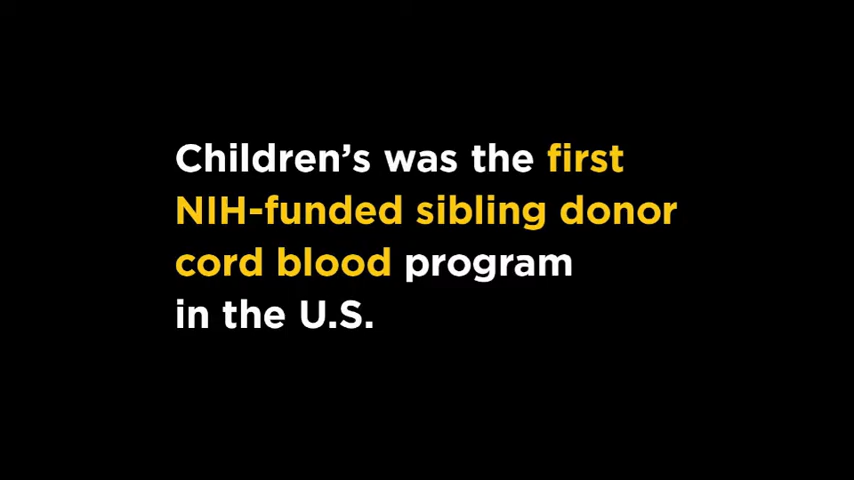 Children’s was the first
NIH-funded sibling donor
cord blood program
in the U.S.